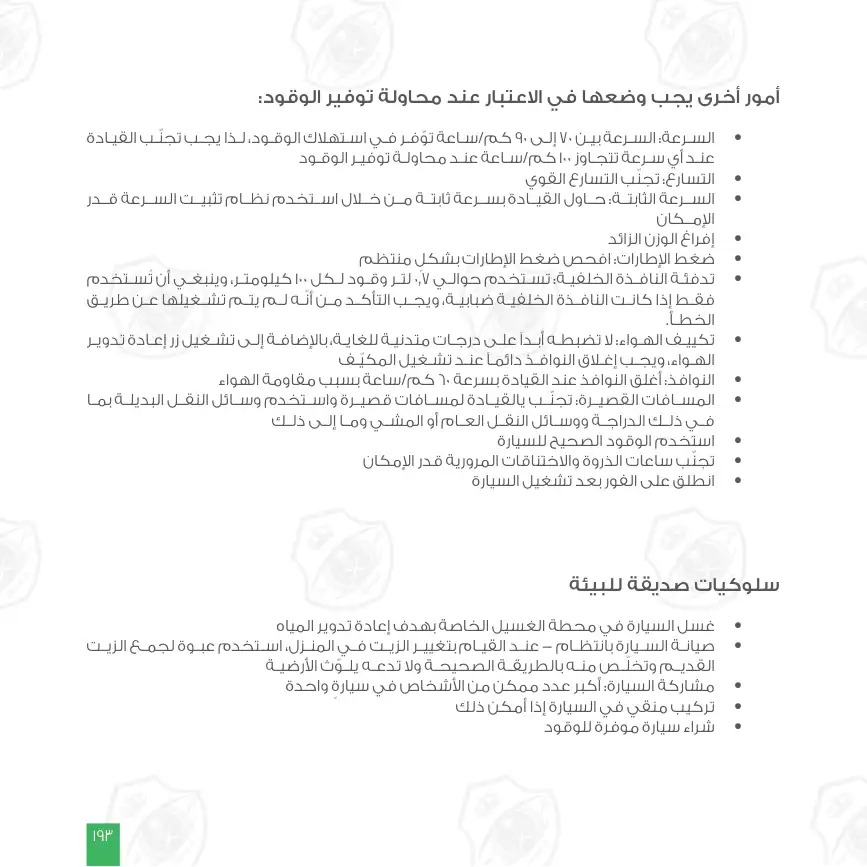 أمور أخرى يجب وضعها في الاعتبار عند محاولة توفير الوقود:
• السرعة: السرعة بين ٧٠ إلى ٩٠ كم/ساعة توّفر في استهلاك الوقود، لذا يجب تجنّب القيادة
عند أي سرعة تتجاوز ١٠٠ كم/ساعة عند محاولة توفير الوقود
• التسارع: تجنّب التسارع القوي
• السرعة الثابتة: حاول القيادة بسرعة ثابتة من خلال استخدم نظام تثبيت السرعة قدر
الإمكان
• إفراغ الوزن الزائد
• ضغط الإطارات: افحص ضغط الإطارات بشكلٍ منتظم
• تدفئة النافذة الخلفية: تستخدم حوالي ٠,٧ لتر وقود لكل ١٠٠ كيلومتر، وينبغي أن تُستخدم
فقط إذا كانت النافذة الخلفية ضبابية، ويجب التأكد من أنّه لم يتم تشغيلها عن طريق
الخطأ.
• تكييف الهواء: لا تضبطه أبداً على درجات متدنية للغاية، بالإضافة إلى تشغيل زر إعادة تدوير
الهواء، ويجب إغلاق النوافذ دائماً عند تشغيل المكيّف
• النوافذ: أغلق النوافذ عند القيادة بسرعة ٦٠ كم/ساعة بسبب مقاومة الهواء
• المسافات القصيرة: تجنّب يالقيادة لمسافات قصيرة واستخدم وسائل النقل البديلة بما
في ذلك الدراجة ووسائل النقل العام أو المشي وما إلى ذلك
• استخدم الوقود الصحيح للسيارة
• تجنّب ساعات الذروة والاختناقات المرورية قدر الإمكان
• انطلق على الفور بعد تشغيل السيارة
سلوكيات صديقة للبيئة
• غسل السيارة في محطة الغسيل الخاصة بهدف إعادة تدوير المياه
• صيانة السيارة بانتظام – عند القيام بتغيير الزيت في المنزل، استخدم عبوة لجمع الزيت
القديم وتخلّص منه بالطريقة الصحيحة ولا تدعه يلوّث الأرضية
• مشاركة السيارة: أكبر عدد ممكن من الأشخاص في سيارةٍ واحدة
• تركيب منقي في السيارة إذا أمكن ذلك
• شراء سيارة موفرة للوقود
١٩٣